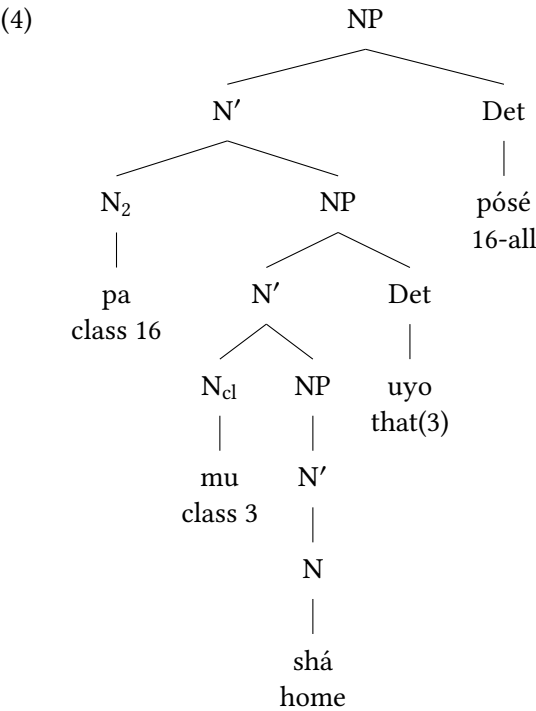 (4) NP
N′ Det
N₂ NP pósé
16-all
pa N′ Det
class 16
N_cl NP uyo
that(3)
mu N′
class 3
N
shá
home